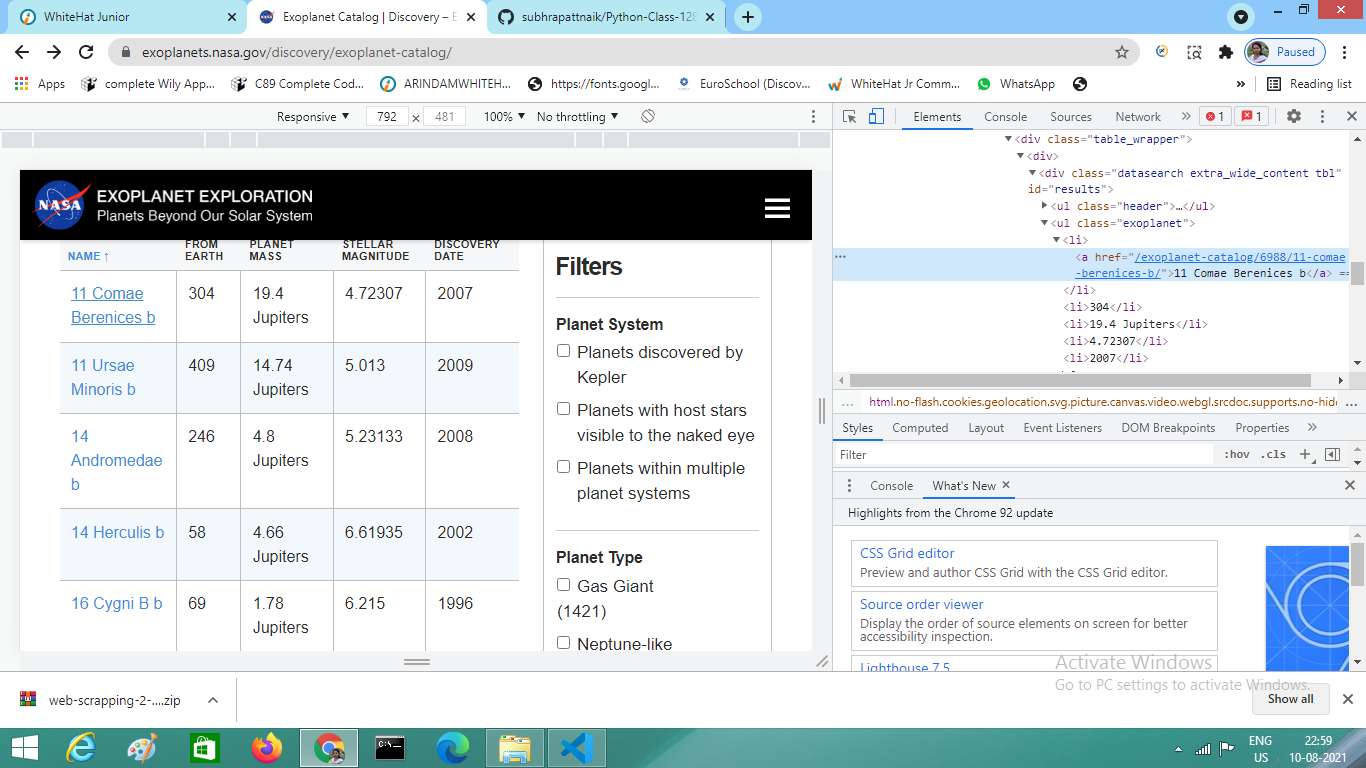 WhiteHat Junior
Exoplanet Catalog | Discovery – E
subhrapattnaik/Python-Class-128
exoplanets.nasa.gov/discovery/exoplanet-catalog/
Paused
Apps
complete Wily App...
C89 Complete Cod...
ARINDAMWHITEH...
https://fonts.googl...
EuroSchool (Discov...
WhiteHat Jr Comm...
WhatsApp
»
Reading list
Responsive ▼
792 × 481
100% ▼
No throttling ▼
NASA
EXOPLANET EXPLORATION
Planets Beyond Our Solar System
NAME ↑
FROM EARTH
PLANET MASS
STELLAR MAGNITUDE
DISCOVERY DATE
11 Comae Berenices b
304
19.4 Jupiters
4.72307
2007
11 Ursae Minoris b
409
14.74 Jupiters
5.013
2009
14 Andromedae b
246
4.8 Jupiters
5.23133
2008
14 Herculis b
58
4.66 Jupiters
6.61935
2002
16 Cygni B b
69
1.78 Jupiters
6.215
1996
Filters
Planet System
Planets discovered by Kepler
Planets with host stars visible to the naked eye
Planets within multiple planet systems
Planet Type
Gas Giant (1421)
Neptune-like
Elements
Console
Sources
Network
»
1
1
<div class="table_wrapper">
<div>
<div class="datasearch extra_wide_content tbl"
id="results">
<ul class="header">…</ul>
<ul class="exoplanet">
<li>
<a href="/exoplanet-catalog/6988/11-comae
-berenices-b/">11 Comae Berenices b</a> ==
</li>
<li>304</li>
<li>19.4 Jupiters</li>
<li>4.72307</li>
<li>2007</li>
... html.no-flash.cookies.geolocation.svg.picture.canvas.video.webgl.srcdoc.supports.no-hid ...
Styles
Computed
Layout
Event Listeners
DOM Breakpoints
Properties
»
Filter
:hov .cls +
Console
What's New ×
Highlights from the Chrome 92 update
CSS Grid editor
Preview and author CSS Grid with the CSS Grid editor.
Source order viewer
Display the order of source elements on screen for better
accessibility inspection.
Lighthouse 7.5
Activate Windows
Go to PC settings to activate Windows.
web-scrapping-2-....zip
Show all
ENG
US
22:59
10-08-2021